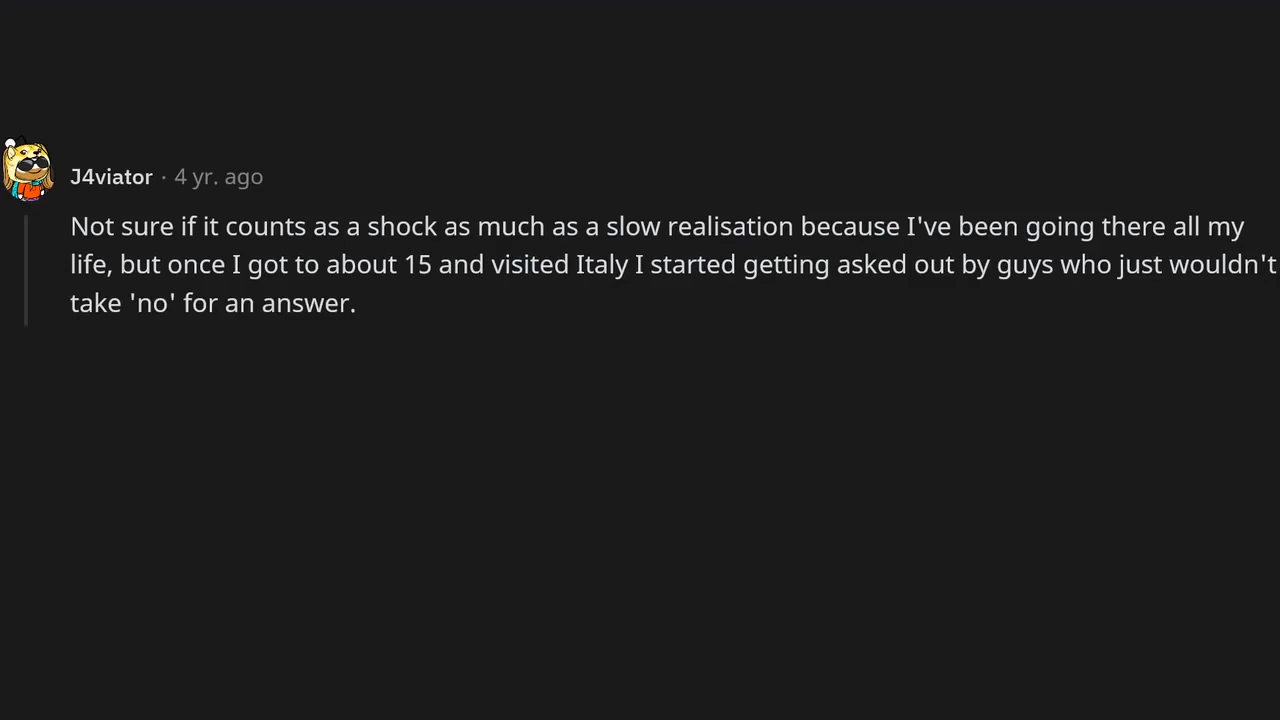 J4viator · 4 yr. ago
Not sure if it counts as a shock as much as a slow realisation because I've been going there all my
life, but once I got to about 15 and visited Italy I started getting asked out by guys who just wouldn't
take 'no' for an answer.